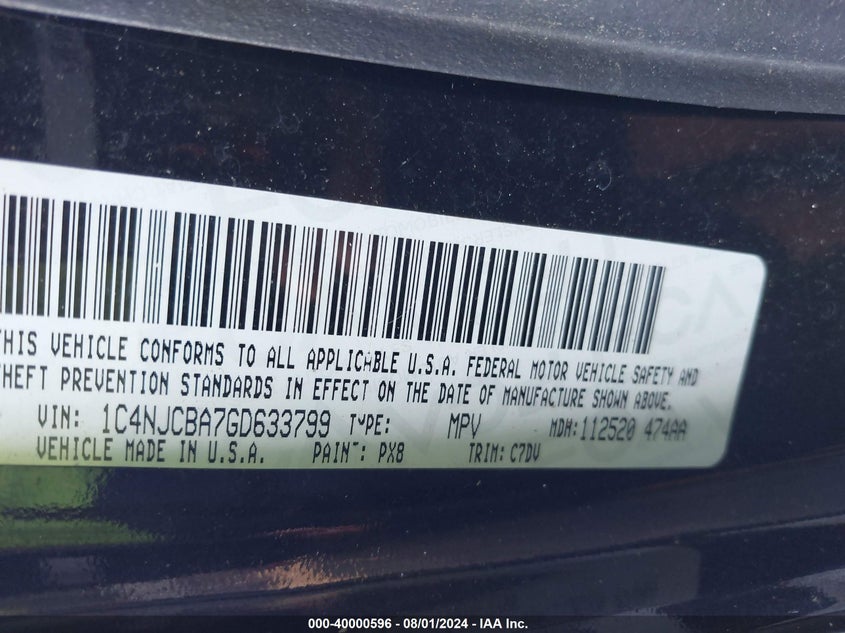 THIS VEHICLE CONFORMS TO ALL APPLICABLE U.S.A. FEDERAL MOTOR VEHICLE SAFETY AND
THEFT PREVENTION STANDARDS IN EFFECT ON THE DATE OF MANUFACTURE SHOWN ABOVE.
VIN: 1C4NJCBA7GD633799 TYPE: MPV MDH: 112520 474AA
VEHICLE MADE IN U.S.A. PAINT: PX8 TRIM: C7DV
000-40000596 - 08/01/2024 - IAA Inc.